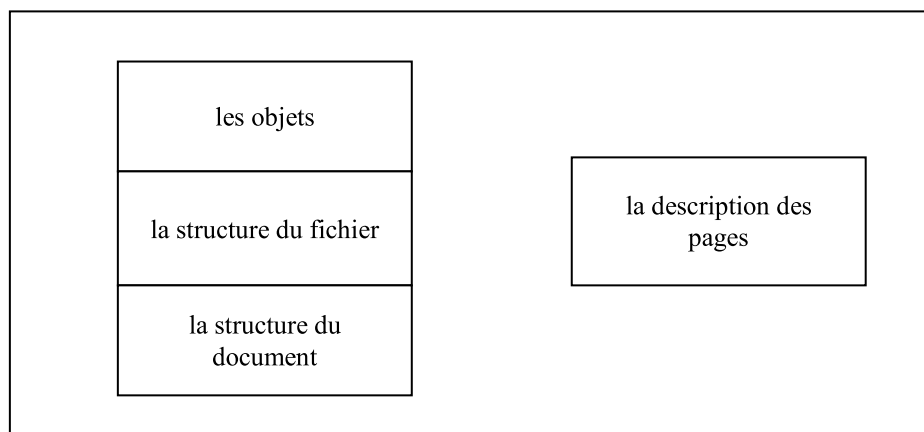 les objets
la structure du fichier
la structure du
document
la description des
pages